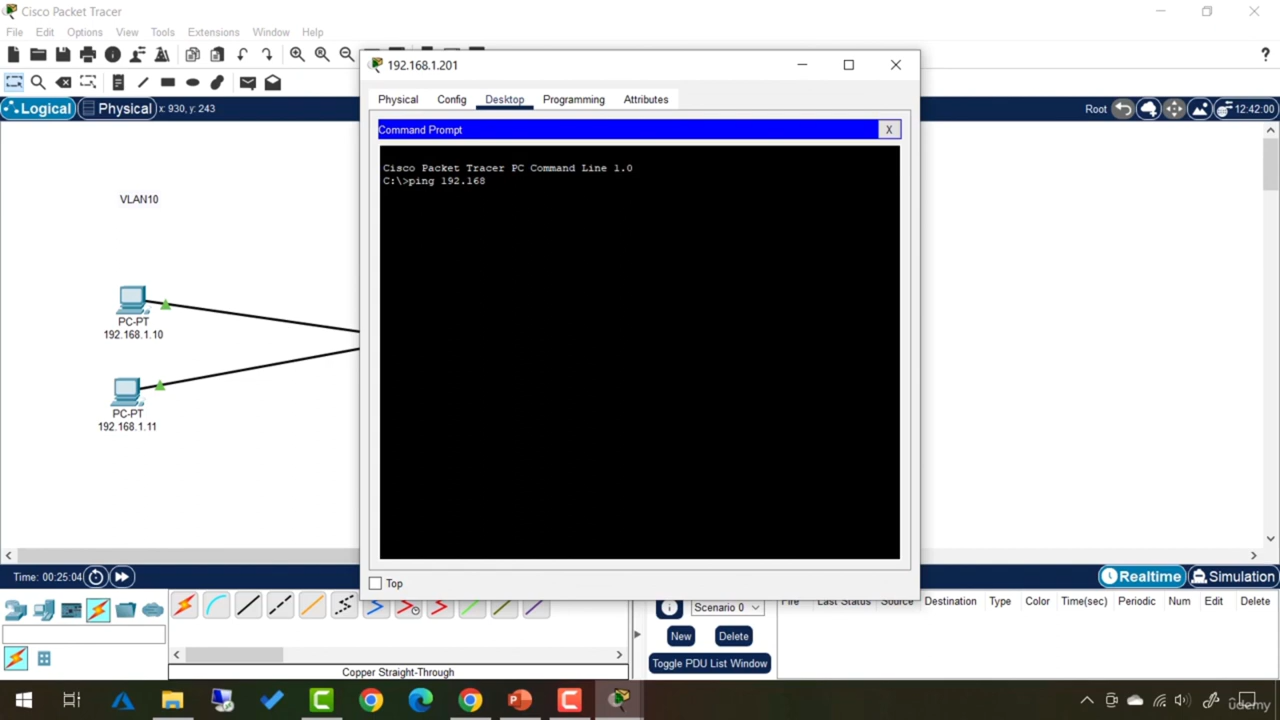 Cisco Packet Tracer
File Edit Options View Tools Extensions Window Help
?
Logical Physical x: 930, y: 243
Root 12:42:00
192.168.1.201
Physical Config Desktop Programming Attributes
Command Prompt X
Cisco Packet Tracer PC Command Line 1.0
C:\>ping 192.168
VLAN10
PC-PT
192.168.1.10
PC-PT
192.168.1.11
Top
Time: 00:25:04
Realtime Simulation
Scenario 0
Fire Last Status Source Destination Type Color Time(sec) Periodic Num Edit Delete
New Delete
Toggle PDU List Window
Copper Straight-Through
udemy